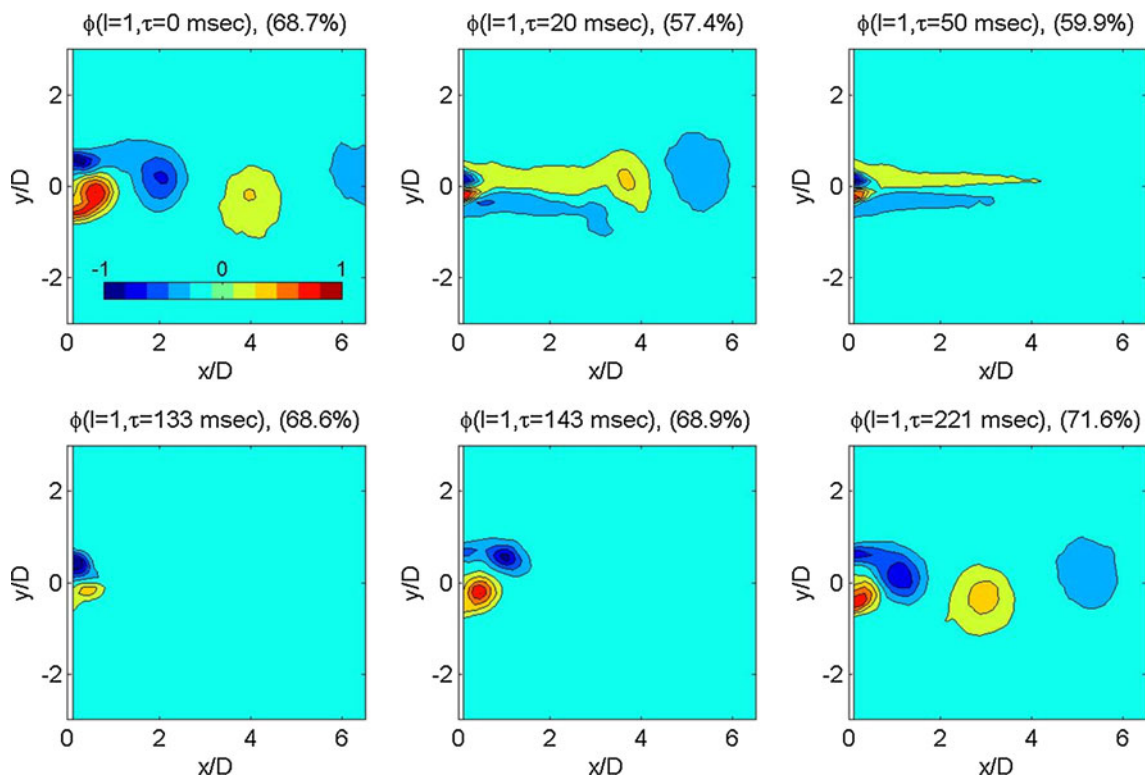 ϕ(l=1,τ=0 msec), (68.7%)
ϕ(l=1,τ=20 msec), (57.4%)
ϕ(l=1,τ=50 msec), (59.9%)
2
0
-2
y/D
-1 0 1
0 2 4 6
x/D
2
0
-2
y/D
0 2 4 6
x/D
2
0
-2
y/D
0 2 4 6
x/D
ϕ(l=1,τ=133 msec), (68.6%)
ϕ(l=1,τ=143 msec), (68.9%)
ϕ(l=1,τ=221 msec), (71.6%)
2
0
-2
y/D
0 2 4 6
x/D
2
0
-2
y/D
0 2 4 6
x/D
2
0
-2
y/D
0 2 4 6
x/D